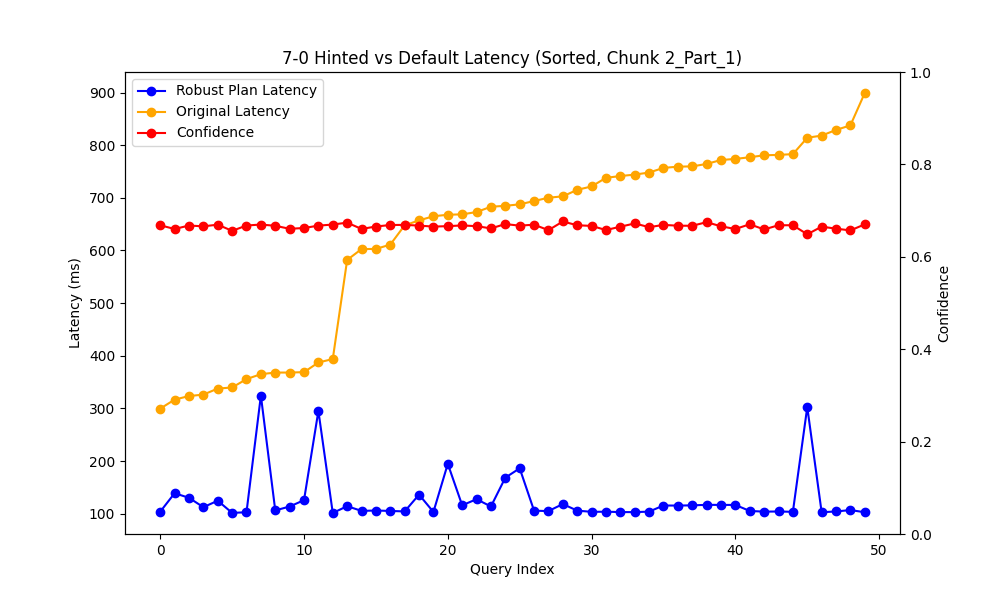 7-0 Hinted vs Default Latency (Sorted, Chunk 2_Part_1)
Robust Plan Latency
Original Latency
Confidence
900
800
700
600
500
400
300
200
100
Latency (ms)
1.0
0.8
0.6
0.4
0.2
0.0
Confidence
0 10 20 30 40 50
Query Index